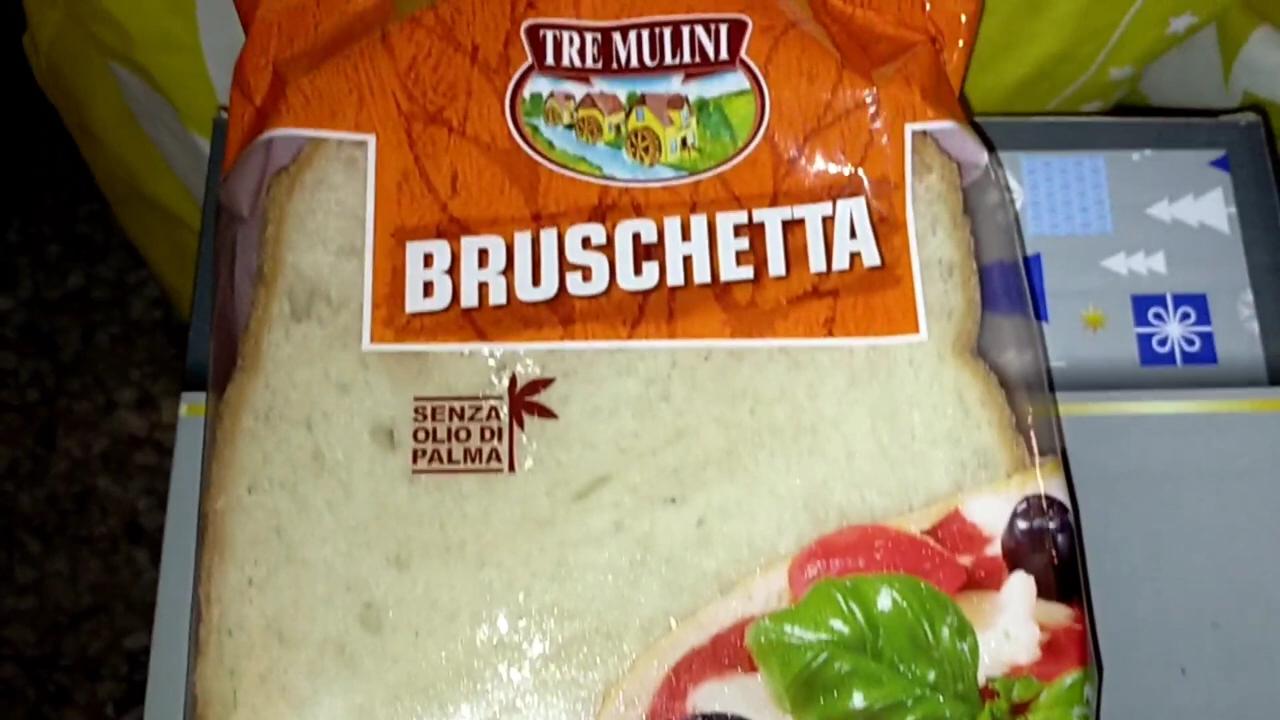 TRE MULINI
BRUSCHETTA
SENZA
OLIO DI
PALMA